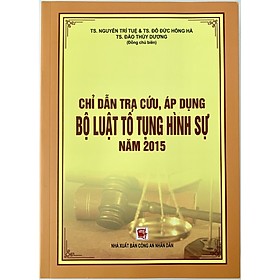 TS. NGUYỄN TRÍ TUỆ & TS. ĐỖ ĐỨC HỒNG HÀ
TS. ĐÀO THÚY DƯƠNG
(Đồng chủ biên)
CHỈ DẪN TRA CỨU, ÁP DỤNG
BỘ LUẬT TỐ TỤNG HÌNH SỰ
NĂM 2015
NHÀ XUẤT BẢN CÔNG AN NHÂN DÂN